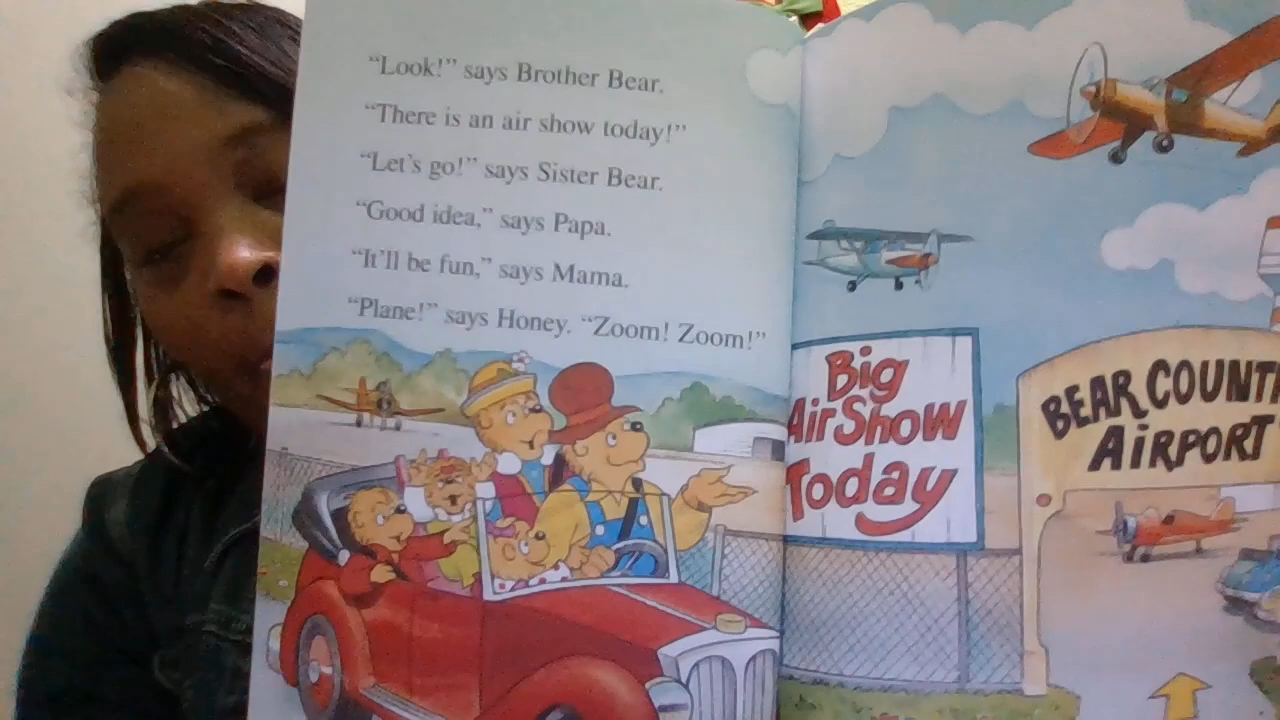 “Look!” says Brother Bear.
“There is an air show today!”
“Let’s go!” says Sister Bear.
“Good idea,” says Papa.
“It’ll be fun,” says Mama.
“Plane!” says Honey. “Zoom! Zoom!”
Big
Air Show
Today
BEAR COUNT
AiRPORT